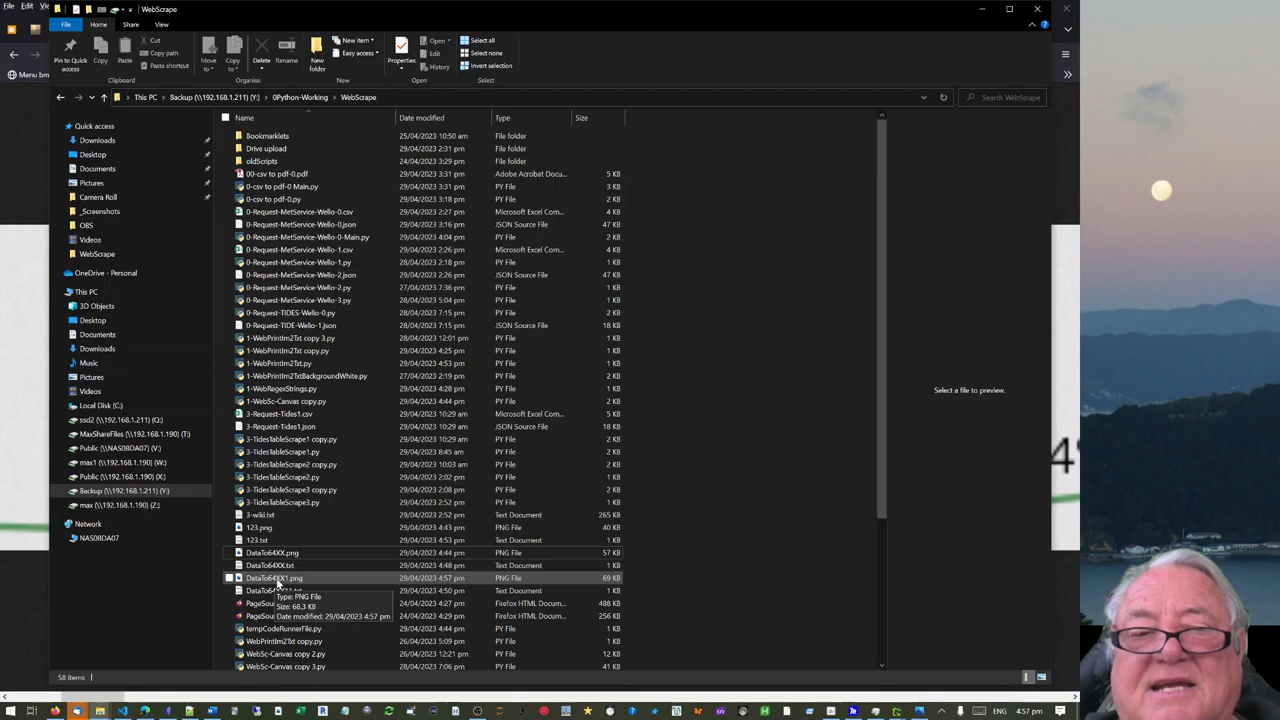 File Edit Vi
WebScrape
File Home Share View
Pin to Quick access
Copy
Paste
Cut
Copy path
Paste shortcut
Move to
Copy to
Delete
Rename
New folder
New item
Easy access
Properties
Open
Edit
History
Select all
Select none
Invert selection
Clipboard Organise New Open Select
Menu bm
This PC Backup (\\192.168.1.211) (Y:) 0Python-Working WebScrape
Search WebScrape
Name Date modified Type Size
Quick access
Downloads
Desktop
Documents
Pictures
Camera Roll
_Screenshots
OBS
Videos
WebScrape
OneDrive - Personal
This PC
3D Objects
Desktop
Documents
Downloads
Music
Pictures
Videos
Local Disk (C:)
ssd2 (\\192.168.1.211) (Q:)
MaxShareFiles (\\192.168.1.190) (T:)
Public (\\NAS08DA07) (V:)
max1 (\\192.168.1.190) (W:)
Public (\\192.168.1.190) (X:)
Backup (\\192.168.1.211) (Y:)
max (\\192.168.1.190) (Z:)
Network
NAS08DA07
Bookmarklets 25/04/2023 10:50 am File folder
Drive upload 29/04/2023 2:31 pm File folder
oldScripts 24/04/2023 3:29 pm File folder
00-csv to pdf-0.pdf 29/04/2023 3:31 pm Adobe Acrobat Docu... 5 KB
0-csv to pdf-0 Main.py 29/04/2023 3:31 pm PY File 3 KB
0-csv to pdf-0.py 29/04/2023 3:18 pm PY File 2 KB
0-Request-MetService-Wello-0.csv 29/04/2023 2:27 pm Microsoft Excel Com... 4 KB
0-Request-MetService-Wello-0.json 29/04/2023 3:16 pm JSON Source File 47 KB
0-Request-MetService-Wello-0-Main.py 29/04/2023 4:04 pm PY File 2 KB
0-Request-MetService-Wello-1.csv 29/04/2023 2:26 pm Microsoft Excel Com... 4 KB
0-Request-MetService-Wello-1.py 29/04/2023 2:18 pm PY File 1 KB
0-Request-MetService-Wello-2.json 29/04/2023 2:26 pm JSON Source File 47 KB
0-Request-MetService-Wello-2.py 27/04/2023 7:36 pm PY File 1 KB
0-Request-MetService-Wello-3.py 28/04/2023 5:04 pm PY File 1 KB
0-Request-TIDES-Wello-0.py 28/04/2023 7:15 pm PY File 2 KB
0-Request-TIDE-Wello-1.json 28/04/2023 7:15 pm JSON Source File 18 KB
1-WebPrintIm2Txt copy 3.py 28/04/2023 12:01 pm PY File 1 KB
1-WebPrintIm2Txt copy.py 29/04/2023 4:25 pm PY File 1 KB
1-WebPrintIm2Txt.py 29/04/2023 4:53 pm PY File 1 KB
1-WebPrintIm2TxtBackgroundWhite.py 27/04/2023 2:19 pm PY File 1 KB
1-WebRegexStrings.py 29/04/2023 4:28 pm PY File 1 KB
1-WebSc-Canvas copy.py 29/04/2023 4:44 pm PY File 2 KB
3-Request-Tides1.csv 29/04/2023 10:29 am Microsoft Excel Com... 2 KB
3-Request-Tides1.json 29/04/2023 10:29 am JSON Source File 18 KB
3-TidesTableScrape1 copy.py 29/04/2023 10:29 am PY File 2 KB
3-TidesTableScrape1.py 29/04/2023 8:45 am PY File 2 KB
3-TidesTableScrape2 copy.py 29/04/2023 10:03 am PY File 2 KB
3-TidesTableScrape2.py 29/04/2023 2:02 pm PY File 2 KB
3-TidesTableScrape3 copy.py 29/04/2023 2:08 pm PY File 2 KB
3-TidesTableScrape3.py 29/04/2023 2:52 pm PY File 2 KB
3-wiki.txt 29/04/2023 2:52 pm Text Document 265 KB
123.png 29/04/2023 2:52 pm PNG File 40 KB
123.txt 29/04/2023 2:52 pm Text Document 1 KB
DataTo64XX.png 29/04/2023 4:44 pm PNG File 57 KB
DataTo64XX.txt 29/04/2023 4:48 pm Text Document 1 KB
DataTo64XX1.png 29/04/2023 4:57 pm PNG File 69 KB
29/04/2023 4:57 pm Text Document 1 KB
PageSou 24/04/2023 7:27 pm Firefox HTML Docum... 488 KB
PageSou 24/04/2023 7:14 pm Firefox HTML Docum... 256 KB
tempCodeRunnerFile.py 29/04/2023 4:44 pm PY File 1 KB
WebPrintIm2Txt copy.py 26/04/2023 5:09 pm PY File 1 KB
WebSc-Canvas copy 2.py 26/04/2023 12:21 pm PY File 12 KB
WebSc-Canvas copy 3.py 28/04/2023 7:06 pm PY File 41 KB
Type: PNG File
Size: 68.3 KB
Date modified: 29/04/2023 4:57 pm
Select a file to preview.
58 items
4°
ENG 4:57 PM